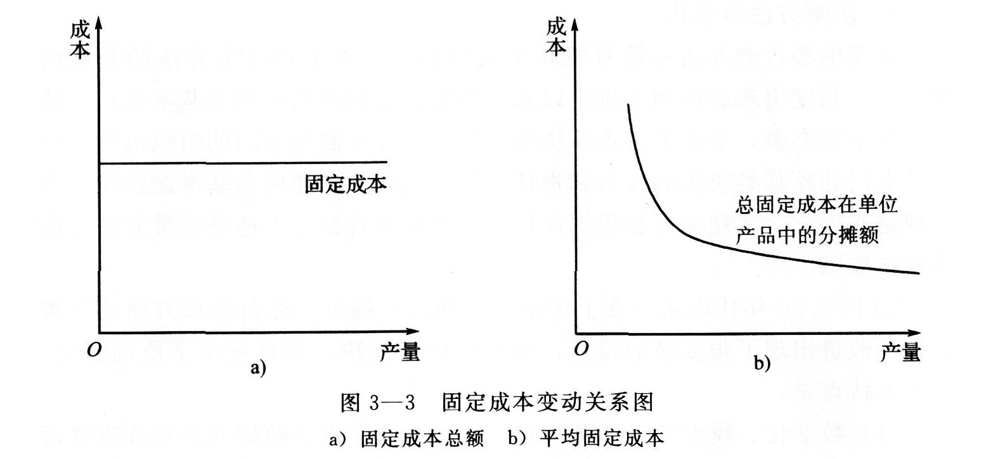 成本
固定成本
O
产量
a)
成本
总固定成本在单位
产品中的分摊额
O
产量
b)
图 3—3 固定成本变动关系图
a) 固定成本总额 b) 平均固定成本